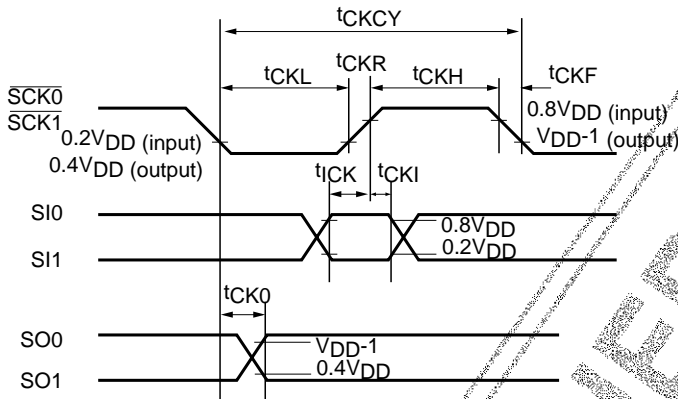 tCKCY
tCKR
tCKL
tCKH
tCKF
SCK0
SCK1
0.8VDD (input)
VDD-1 (output)
0.2VDD (input)
0.4VDD (output)
tICK
tCKI
SI0
0.8VDD
0.2VDD
SI1
tCK0
SO0
VDD-1
0.4VDD
SO1